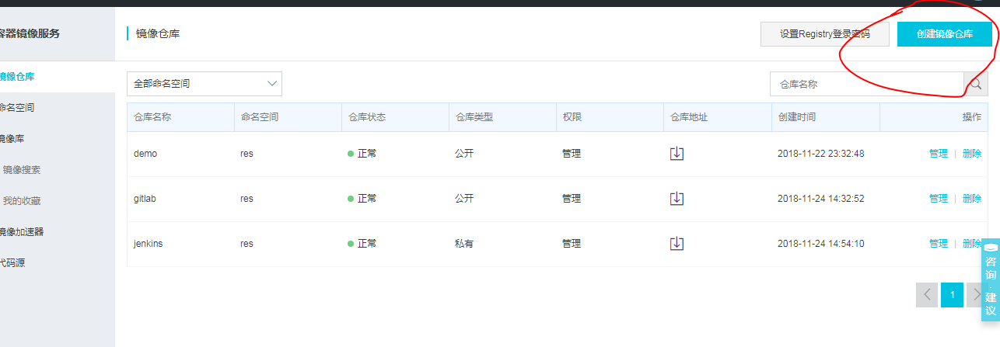 容器镜像服务
镜像仓库
设置Registry登录密码
创建镜像仓库
镜像仓库
全部命名空间
仓库名称
命名空间
镜像库
镜像搜索
我的收藏
镜像加速器
代码源
仓库名称 命名空间 仓库状态 仓库类型 权限 仓库地址 创建时间 操作
demo res 正常 公开 管理 2018-11-22 23:32:48 管理 | 删除
gitlab res 正常 公开 管理 2018-11-24 14:32:52 管理 | 删除
jenkins res 正常 私有 管理 2018-11-24 14:54:10 管理 | 删除
1
咨询·建议